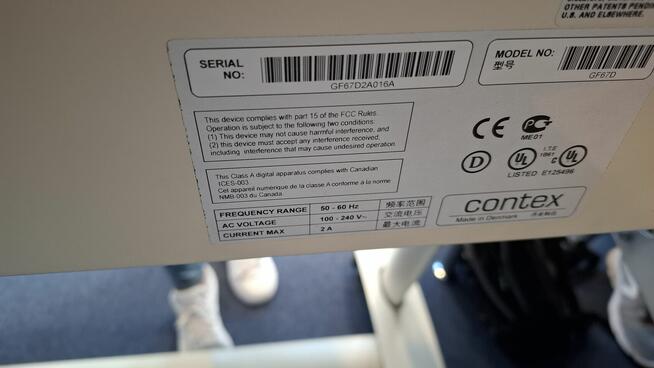 OTHER PATENTS PENDING
U.S. AND ELSEWHERE.
SERIAL
NO:
GF67D2A016A
MODEL NO:
型号
GF67D
This device complies with part 15 of the FCC Rules.
Operation is subject to the following two conditions:
(1) This device may not cause harmful interference, and
(2) this device must accept any interference received,
including interference that may cause undesired operation.
This Class A digital apparatus complies with Canadian
ICES-003.
Cet appareil numérique de la classe A conforme à la norme
NMB-003 du Canada.
CE
ME01
D
UL
I.T.E
1861
C UL
LISTED E125496
FREQUENCY RANGE 50 - 60 Hz 频率范围
AC VOLTAGE 100 - 240 V~ 交流电压
CURRENT MAX 2 A 最大电流
contex
Made in Denmark